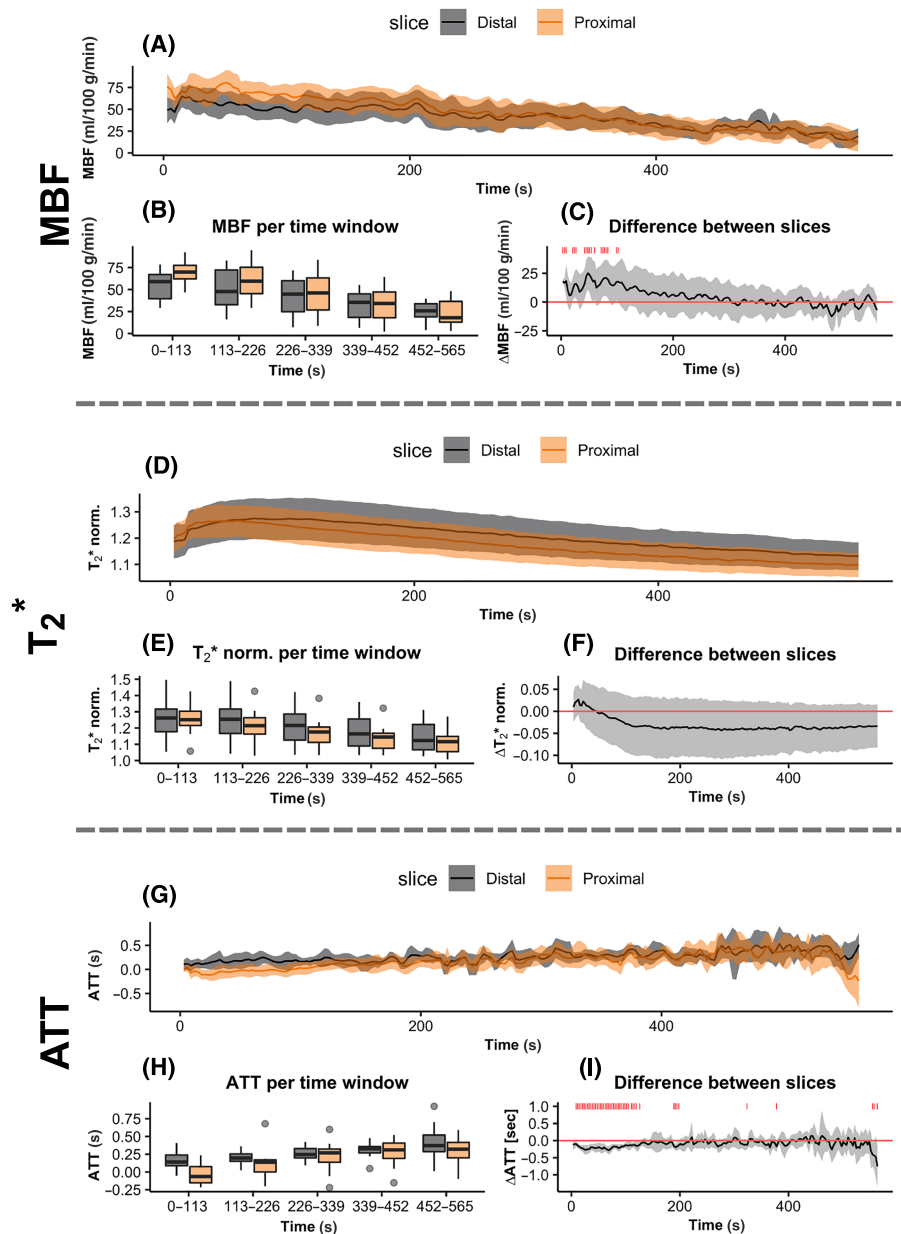 slice Distal Proximal
(A)
MBF (ml/100 g/min)
75
50
25
0
0 200 400
Time (s)
MBF
(B) MBF per time window
MBF (ml/100 g/min)
75
50
25
0
0−113 113−226 226−339 339−452 452−565
Time (s)
(C) Difference between slices
ΔMBF (ml/100 g/min)
25
0
−25
0 200 400
Time (s)
slice Distal Proximal
(D)
T2* norm.
1.3
1.2
1.1
0 200 400
Time (s)
T2*
(E) T2* norm. per time window
T2* norm.
1.5
1.4
1.3
1.2
1.1
1.0
0−113 113−226 226−339 339−452 452−565
Time (s)
(F) Difference between slices
ΔT2* norm.
0.05
0.00
−0.05
−0.10
0 200 400
Time (s)
slice Distal Proximal
(G)
ATT (s)
0.5
0.0
−0.5
0 200 400
Time (s)
ATT
(H) ATT per time window
ATT (s)
0.75
0.50
0.25
0.00
−0.25
0−113 113−226 226−339 339−452 452−565
Time (s)
(I) Difference between slices
ΔATT [sec]
1.0
0.5
0.0
−0.5
−1.0
0 200 400
Time (s)